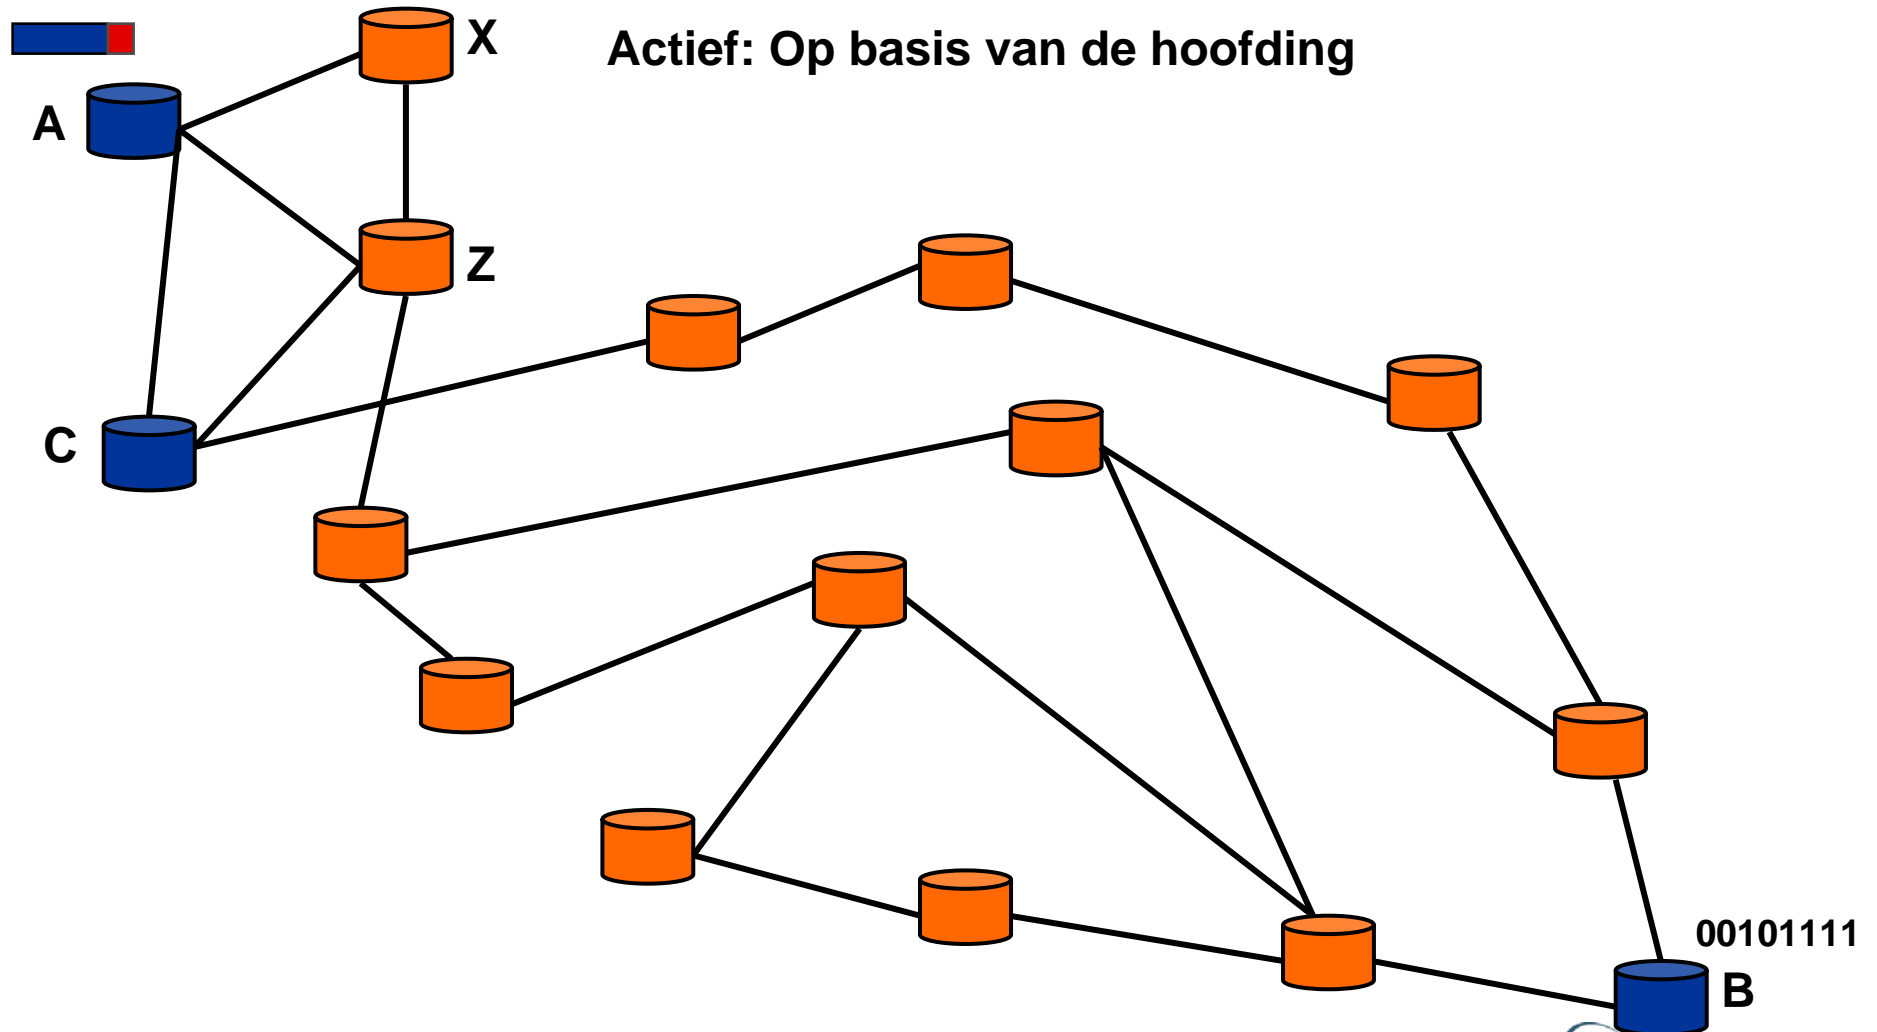 X
Actief: Op basis van de hoofding
A
Z
C
00101111
B